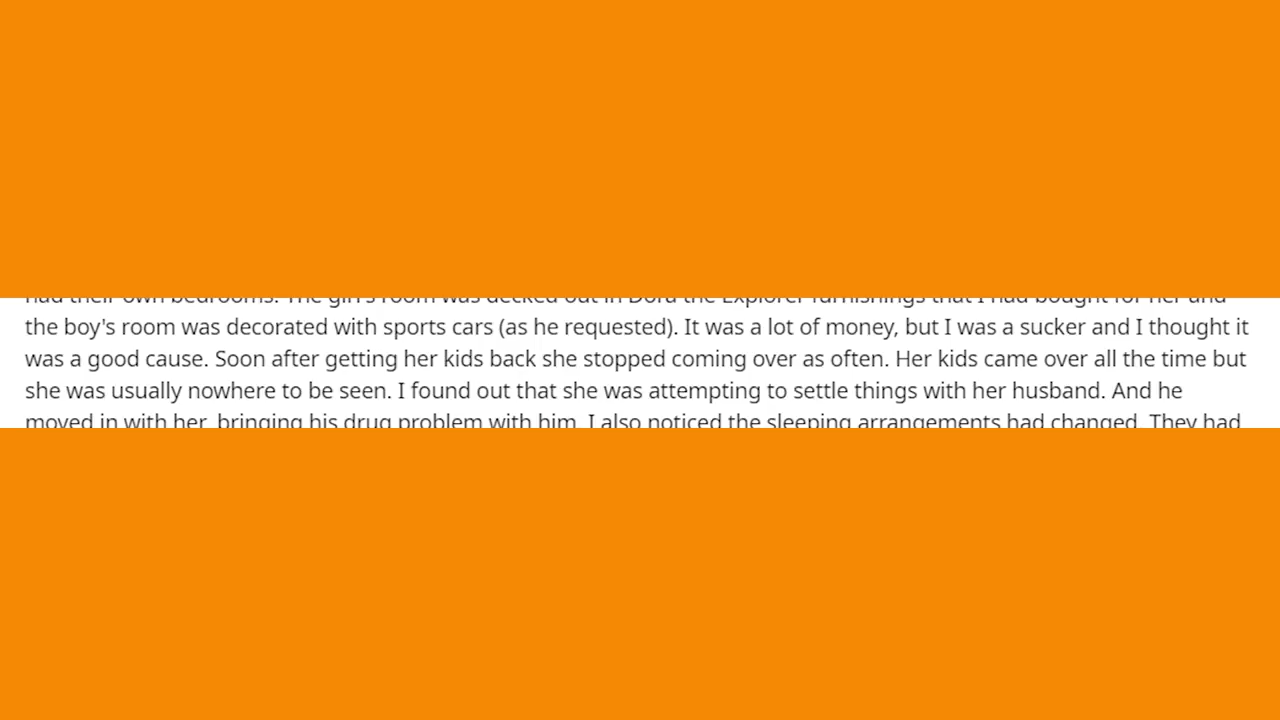 had their own bedrooms. The girl's room was decked out in Dora the Explorer furnishings that I had bought for her and
the boy's room was decorated with sports cars (as he requested). It was a lot of money, but I was a sucker and I thought it
was a good cause. Soon after getting her kids back she stopped coming over as often. Her kids came over all the time but
she was usually nowhere to be seen. I found out that she was attempting to settle things with her husband. And he
moved in with her, bringing his drug problem with him. I also noticed the sleeping arrangements had changed. They had